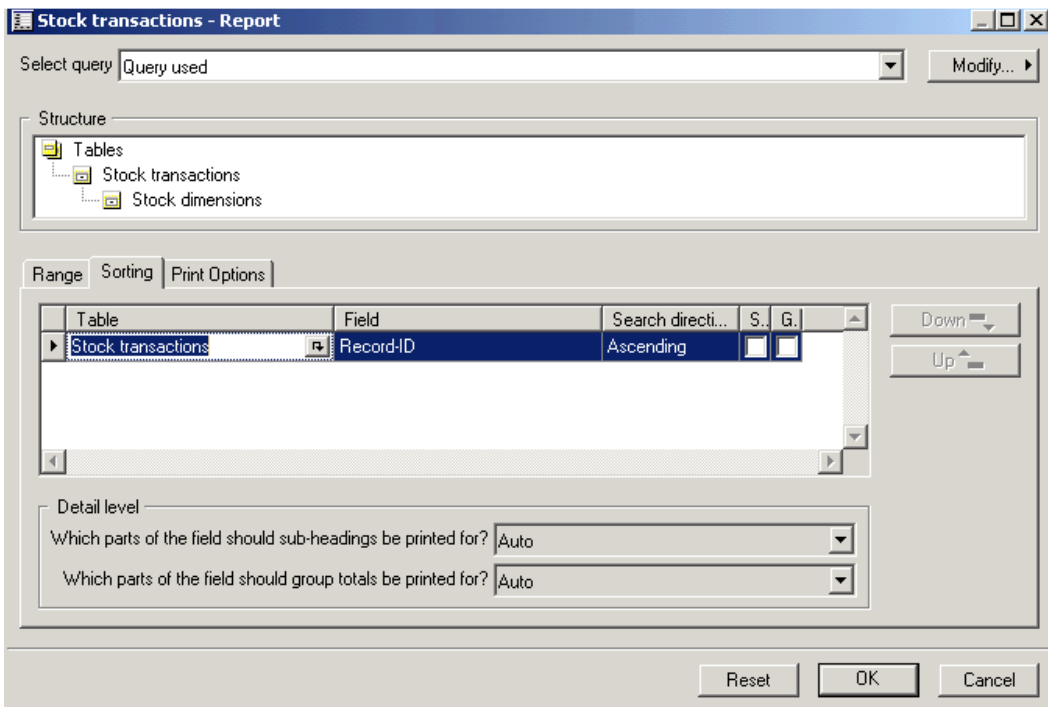 Stock transactions - Report
Select query Query used Modify...
Structure
Tables
Stock transactions
Stock dimensions
Range Sorting Print Options
Table Field Search directi... S.. G.
Stock transactions Record-ID Ascending
Down
Up
Detail level
Which parts of the field should sub-headings be printed for? Auto
Which parts of the field should group totals be printed for? Auto
Reset OK Cancel